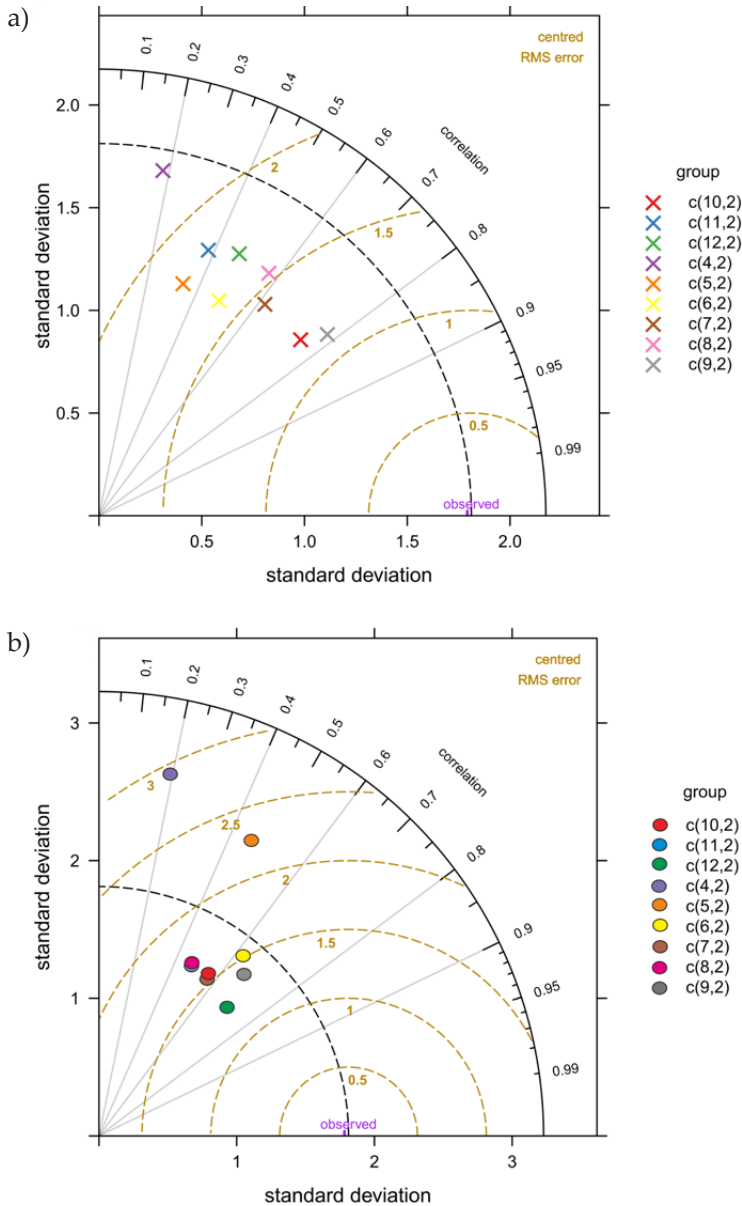 a)
centred
RMS error
0.1
0.2
0.3
0.4
0.5
0.6
0.7
0.8
0.9
0.95
0.99
correlation
2
1.5
1
0.5
observed
2.0
1.5
1.0
0.5
standard deviation
0.5
1.0
1.5
2.0
standard deviation
group
c(10,2)
c(11,2)
c(12,2)
c(4,2)
c(5,2)
c(6,2)
c(7,2)
c(8,2)
c(9,2)
b)
centred
RMS error
0.1
0.2
0.3
0.4
0.5
0.6
0.7
0.8
0.9
0.95
0.99
correlation
3
2.5
2
1.5
1
0.5
observed
3
2
1
standard deviation
1
2
3
standard deviation
group
c(10,2)
c(11,2)
c(12,2)
c(4,2)
c(5,2)
c(6,2)
c(7,2)
c(8,2)
c(9,2)